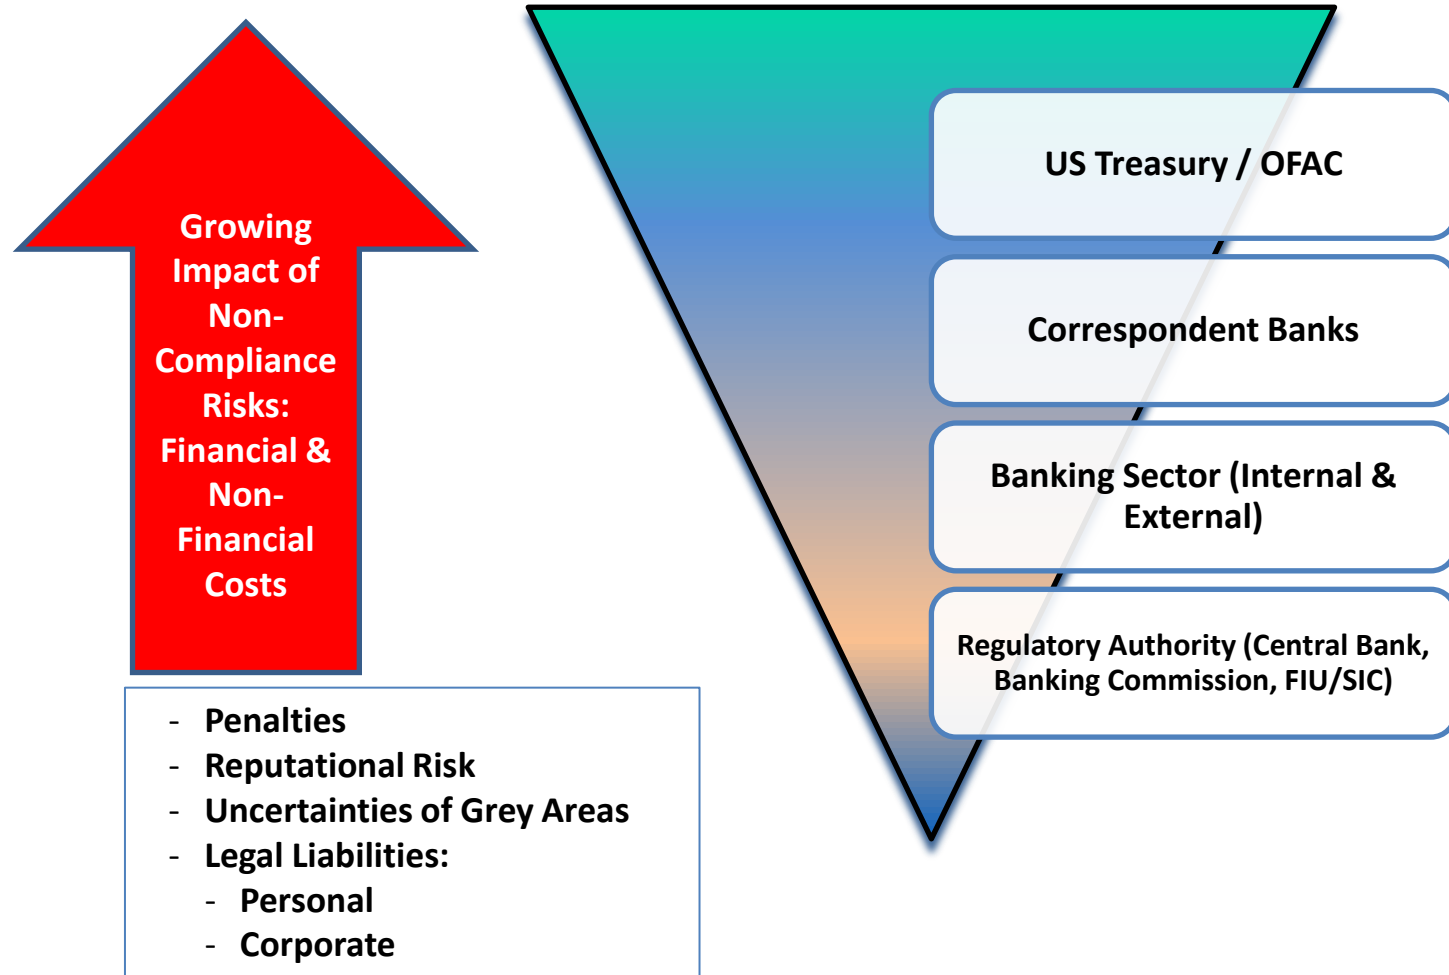 Growing
Impact of
Non-
Compliance
Risks:
Financial &
Non-
Financial
Costs
- Penalties
- Reputational Risk
- Uncertainties of Grey Areas
- Legal Liabilities:
- Personal
- Corporate
US Treasury / OFAC
Correspondent Banks
Banking Sector (Internal &
External)
Regulatory Authority (Central Bank,
Banking Commission, FIU/SIC)